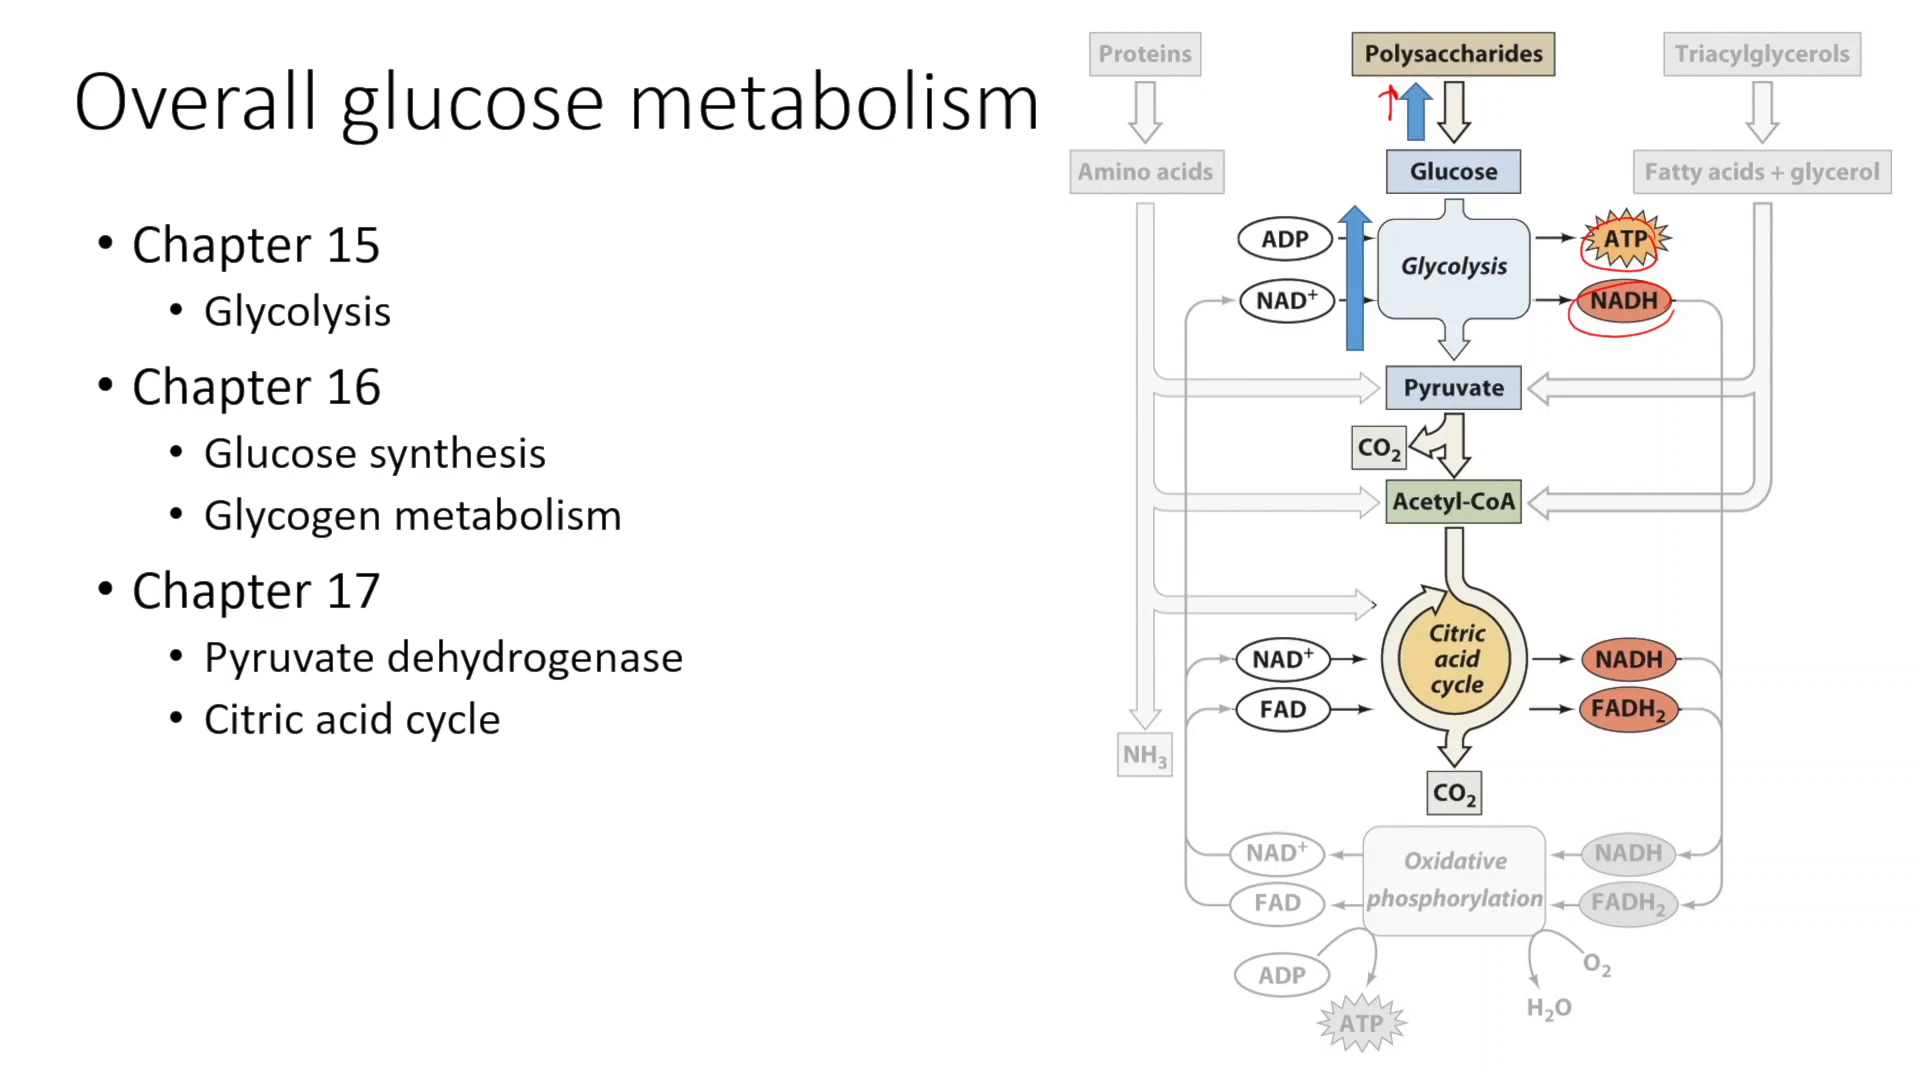 Overall glucose metabolism
• Chapter 15
• Glycolysis
• Chapter 16
• Glucose synthesis
• Glycogen metabolism
• Chapter 17
• Pyruvate dehydrogenase
• Citric acid cycle
Proteins
Polysaccharides
Triacylglycerols
Amino acids
Glucose
Fatty acids + glycerol
ADP
Glycolysis
ATP
NAD⁺
NADH
Pyruvate
CO₂
Acetyl-CoA
Citric
acid
cycle
NAD⁺
NADH
FAD
FADH₂
NH₃
CO₂
NAD⁺
Oxidative
phosphorylation
NADH
FAD
FADH₂
ADP
O₂
ATP
H₂O